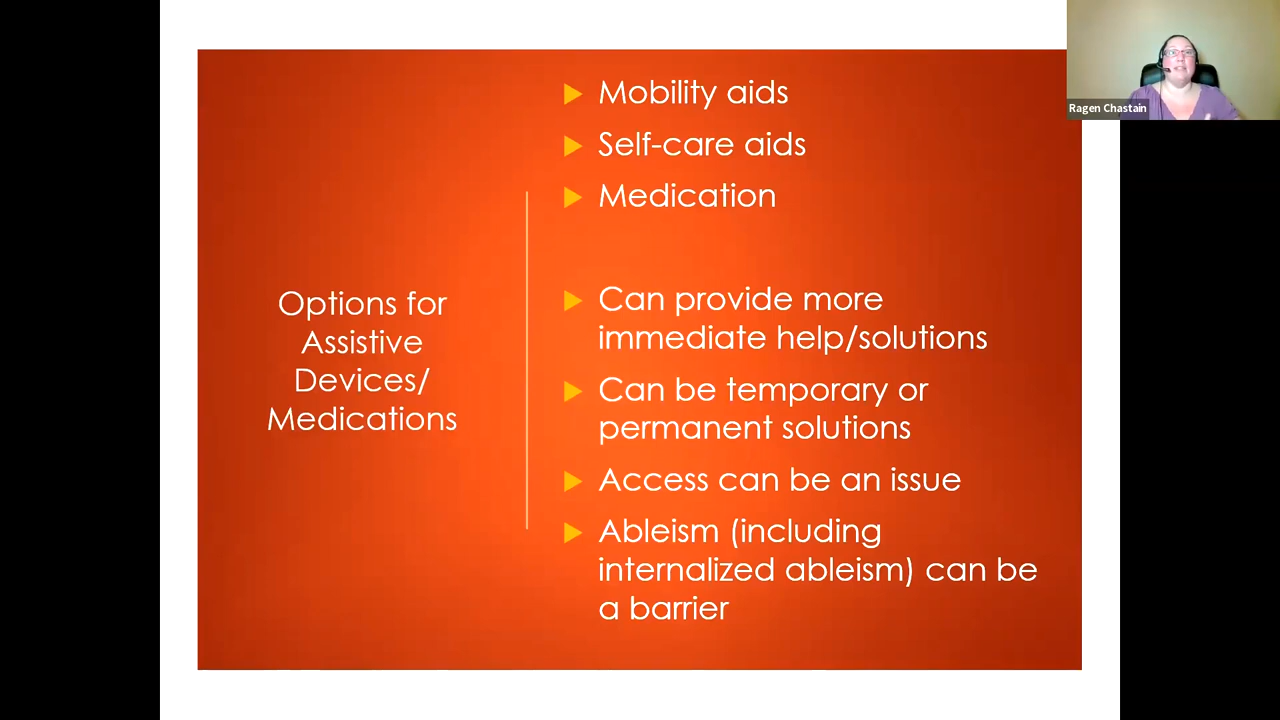 Options for
Assistive
Devices/
Medications
Mobility aids
Self-care aids
Medication
Can provide more
immediate help/solutions
Can be temporary or
permanent solutions
Access can be an issue
Ableism (including
internalized ableism) can be
a barrier
Ragen Chastain